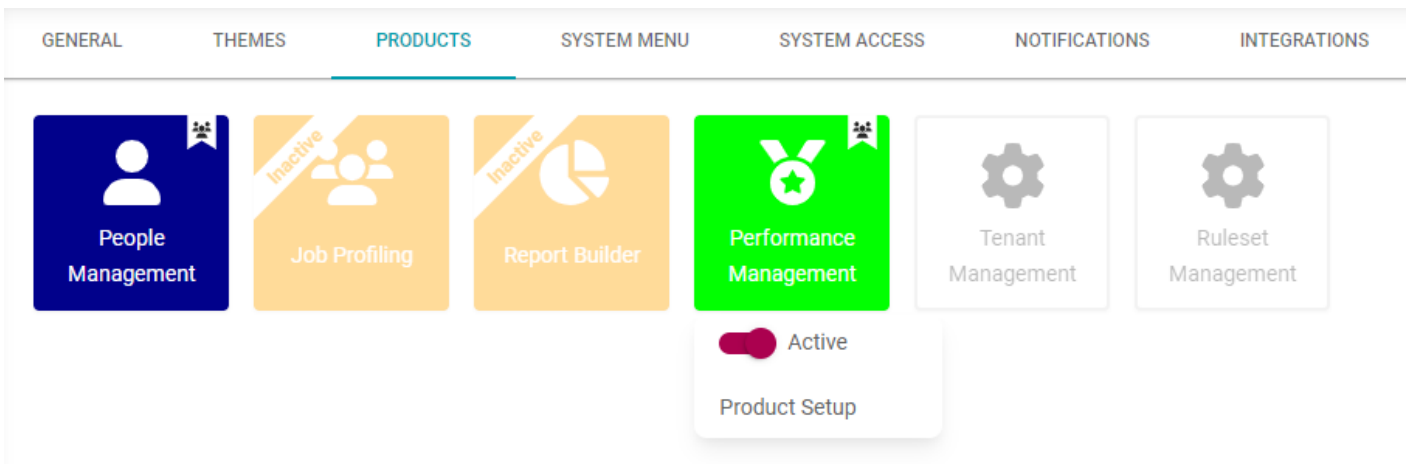 GENERAL THEMES PRODUCTS SYSTEM MENU SYSTEM ACCESS NOTIFICATIONS INTEGRATIONS
People
Management
Inactive
Job Profiling
Inactive
Report Builder
Performance
Management
Tenant
Management
Ruleset
Management
Active
Product Setup